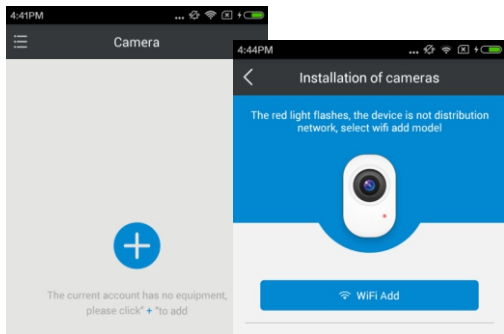 4:41PM
Camera
The current account has no equipment,
please click" + "to add
4:44PM
Installation of cameras
The red light flashes, the device is not distribution
network, select wifi add model
WiFi Add